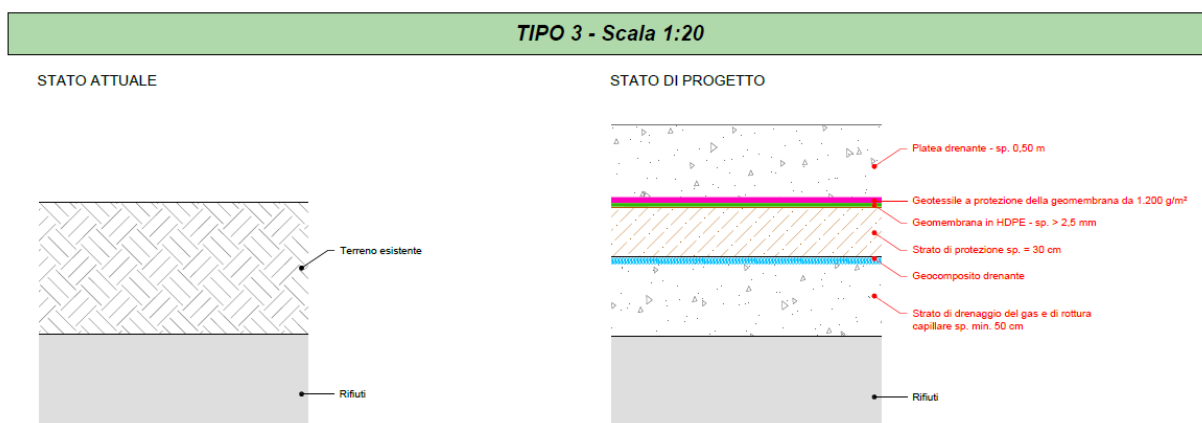 TIPO 3 - Scala 1:20
STATO ATTUALE
Terreno esistente
Rifiuti
STATO DI PROGETTO
Platea drenante - sp. 0,50 m
Geotessile a protezione della geomembrana da 1.200 g/m²
Geomembrana in HDPE - sp. > 2,5 mm
Strato di protezione sp. = 30 cm
Geocomposito drenante
Strato di drenaggio del gas e di rottura
capillare sp. min. 50 cm
Rifiuti